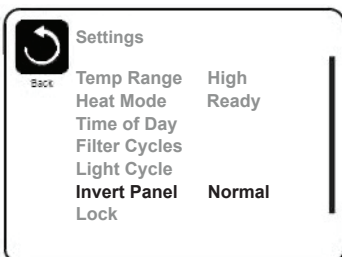 Settings
Back
Temp Range High
Heat Mode Ready
Time of Day
Filter Cycles
Light Cycle
Invert Panel Normal
Lock